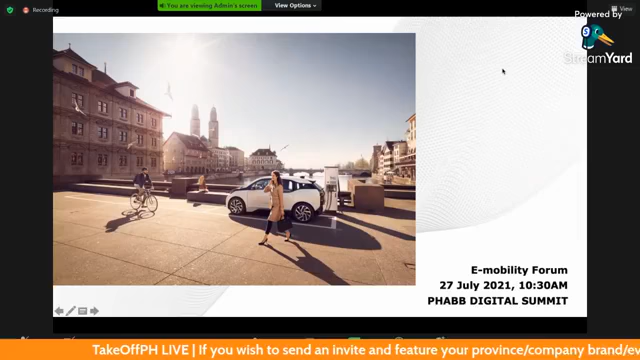 Recording
You are viewing Admin's screen
View Options
View
Powered by
StreamYard
E-mobility Forum
27 July 2021, 10:30AM
PHABB DIGITAL SUMMIT
TakeOffPH LIVE | If you wish to send an invite and feature your province/company brand/ev